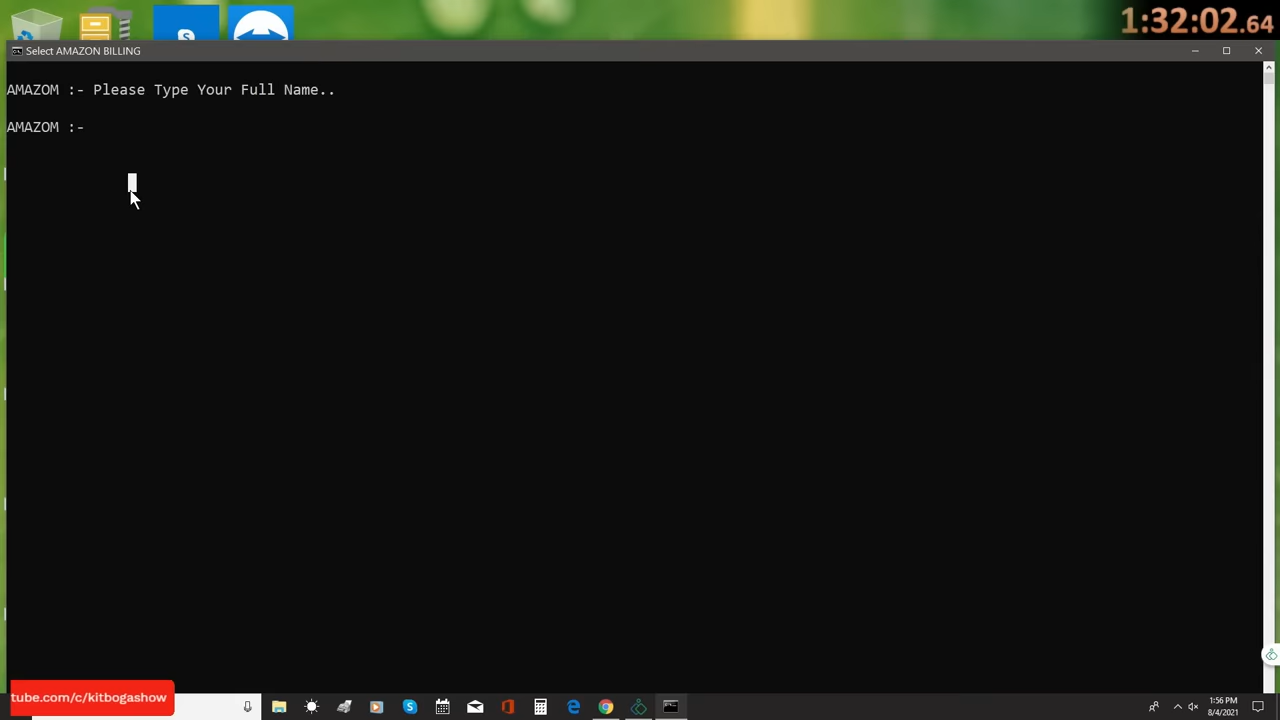 1:32:02.64
Select AMAZON BILLING
AMAZOM :- Please Type Your Full Name..
AMAZOM :-
tube.com/c/kitbogashow
1:56 PM
8/4/2021